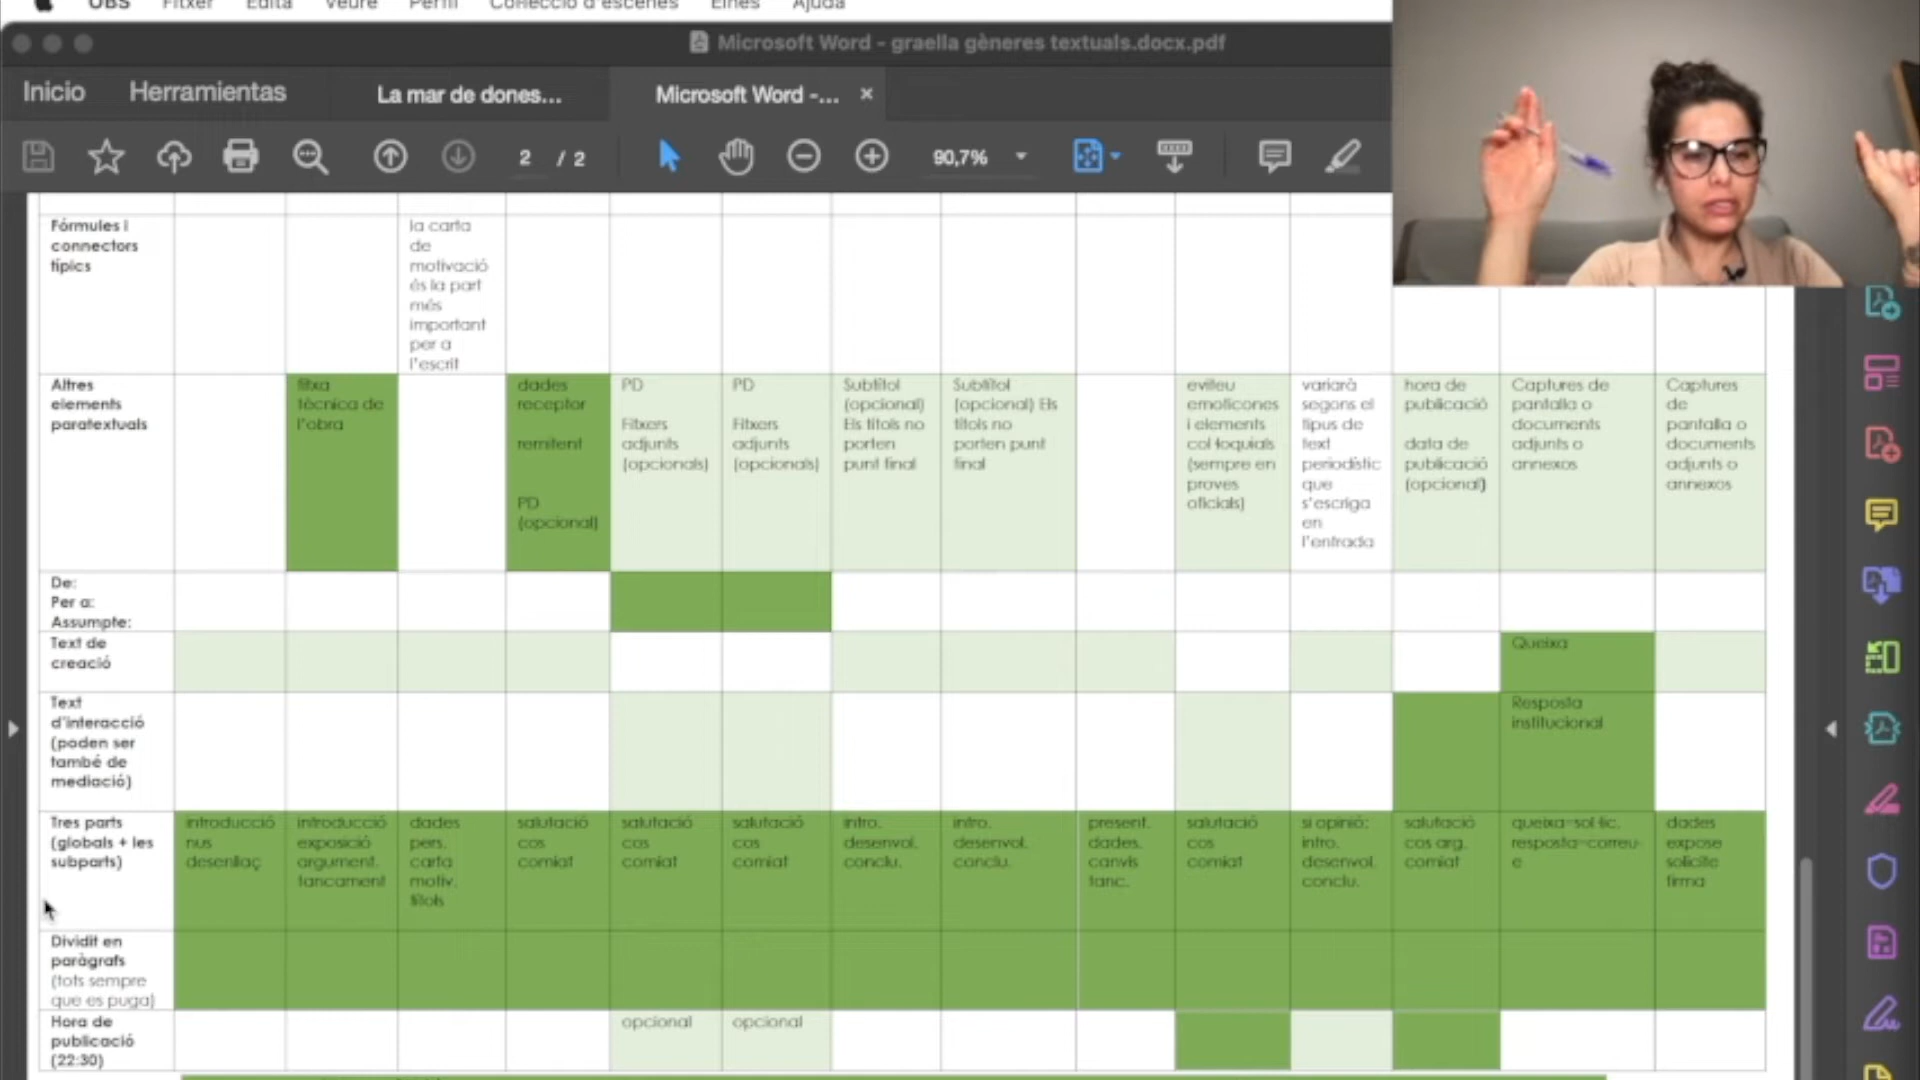 OBS Fitxer Edita Veure Perfil Col·lecció d'escenes Eines Ajuda
Microsoft Word - graella gèneres textuals.docx.pdf
Inicio Herramientas La mar de dones... Microsoft Word -... ×
2 / 2 90,7%
Fórmules i
connectors
típics
la carta
de
motivació
és la part
més
important
per a
l'escrit
Altres
elements
paratextuals
fitxa
tècnica de
l'obra
dades
receptor
remitent
PD
(opcional)
PD
Fitxers
adjunts
(opcionals)
PD
Fitxers
adjunts
(opcionals)
Subtítol
(opcional)
Els títols no
porten
punt final
Subtítol
(opcional) Els
títols no
porten punt
final
eviteu
emoticones
i elements
col·loquials
(sempre en
proves
oficials)
variarà
segons el
tipus de
text
periodístic
que
s'escriga
en
l'entrada
hora de
publicació
data de
publicació
(opcional)
Captures de
pantalla o
documents
adjunts o
annexos
Captures
de
pantalla o
documents
adjunts o
annexos
De:
Per a:
Assumpte:
Text de
creació
Queixa
Text
d'interacció
(poden ser
també de
mediació)
Resposta
institucional
Tres parts
(globals + les
subparts)
introducció
nus
desenllaç
introducció
exposició
argument.
tancament
dades
pers.
carta
motiv.
títols
salutació
cos
comiat
salutació
cos
comiat
salutació
cos
comiat
intro.
desenvol.
conclu.
intro.
desenvol.
conclu.
present.
dades.
canvis
tanc.
salutació
cos
comiat
si opinió:
intro.
desenvol.
conclu.
salutació
cos arg.
comiat
queixa-sol·lic.
resposta-correu-
e
dades
expose
solicite
firma
Dividit en
paràgrafs
(tots sempre
que es puga)
Hora de
publicació
(22:30)
opcional
opcional